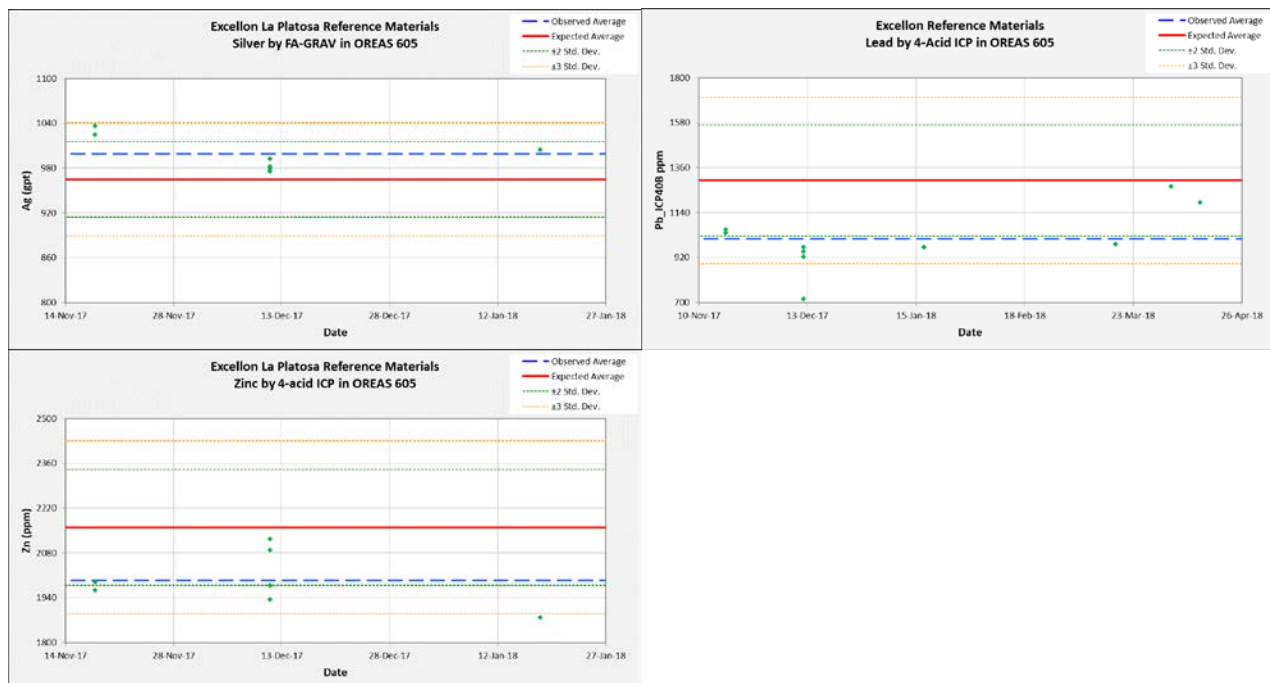 Excellon La Platosa Reference Materials
Silver by FA-GRAV in OREAS 605
Observed Average
Expected Average
±2 Std. Dev.
±3 Std. Dev.
1100
1040
980
920
860
800
Ag (gpt)
14-Nov-17 28-Nov-17 13-Dec-17 28-Dec-17 12-Jan-18 27-Jan-18
Date
Excellon Reference Materials
Lead by 4-Acid ICP in OREAS 605
Observed Average
Expected Average
±2 Std. Dev.
±3 Std. Dev.
1800
1580
1360
1140
920
700
Pb_ICP40B ppm
10-Nov-17 13-Dec-17 15-Jan-18 18-Feb-18 23-Mar-18 26-Apr-18
Date
Excellon La Platosa Reference Materials
Zinc by 4-acid ICP in OREAS 605
Observed Average
Expected Average
±2 Std. Dev.
±3 Std. Dev.
2500
2360
2220
2080
1940
1800
Zn (ppm)
14-Nov-17 28-Nov-17 13-Dec-17 28-Dec-17 12-Jan-18 27-Jan-18
Date